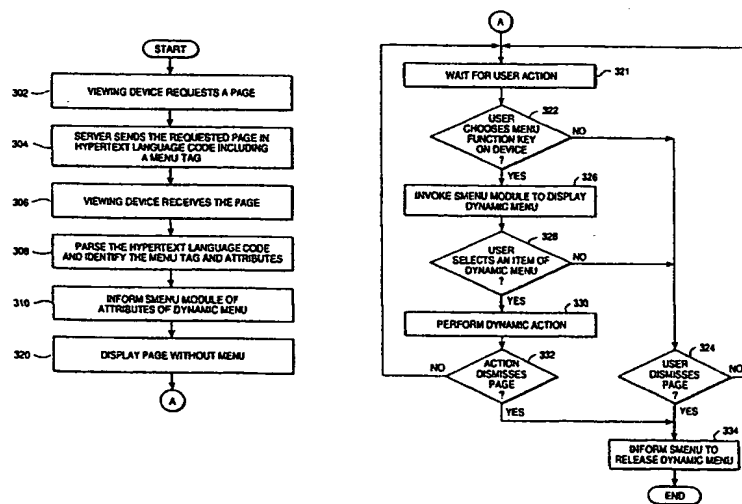 START
302
VIEWING DEVICE REQUESTS A PAGE
304
SERVER SENDS THE REQUESTED PAGE IN
HYPERTEXT LANGUAGE CODE INCLUDING
A MENU TAG
306
VIEWING DEVICE RECEIVES THE PAGE
308
PARSE THE HYPERTEXT LANGUAGE CODE
AND IDENTIFY THE MENU TAG AND ATTRIBUTES
310
INFORM SMENU MODULE OF
ATTRIBUTES OF DYNAMIC MENU
320
DISPLAY PAGE WITHOUT MENU
A
A
WAIT FOR USER ACTION
321
322
USER
CHOOSES MENU
FUNCTION KEY
ON DEVICE
?
NO
YES
326
INVOKE SMENU MODULE TO DISPLAY
DYNAMIC MENU
328
USER
SELECTS AN ITEM OF
DYNAMIC MENU
?
NO
YES
330
PERFORM DYNAMIC ACTION
332
NO
ACTION
DISMISSES
PAGE
?
YES
324
USER
DISMISSES
PAGE
?
NO
YES
334
INFORM SMENU TO
RELEASE DYNAMIC MENU
END